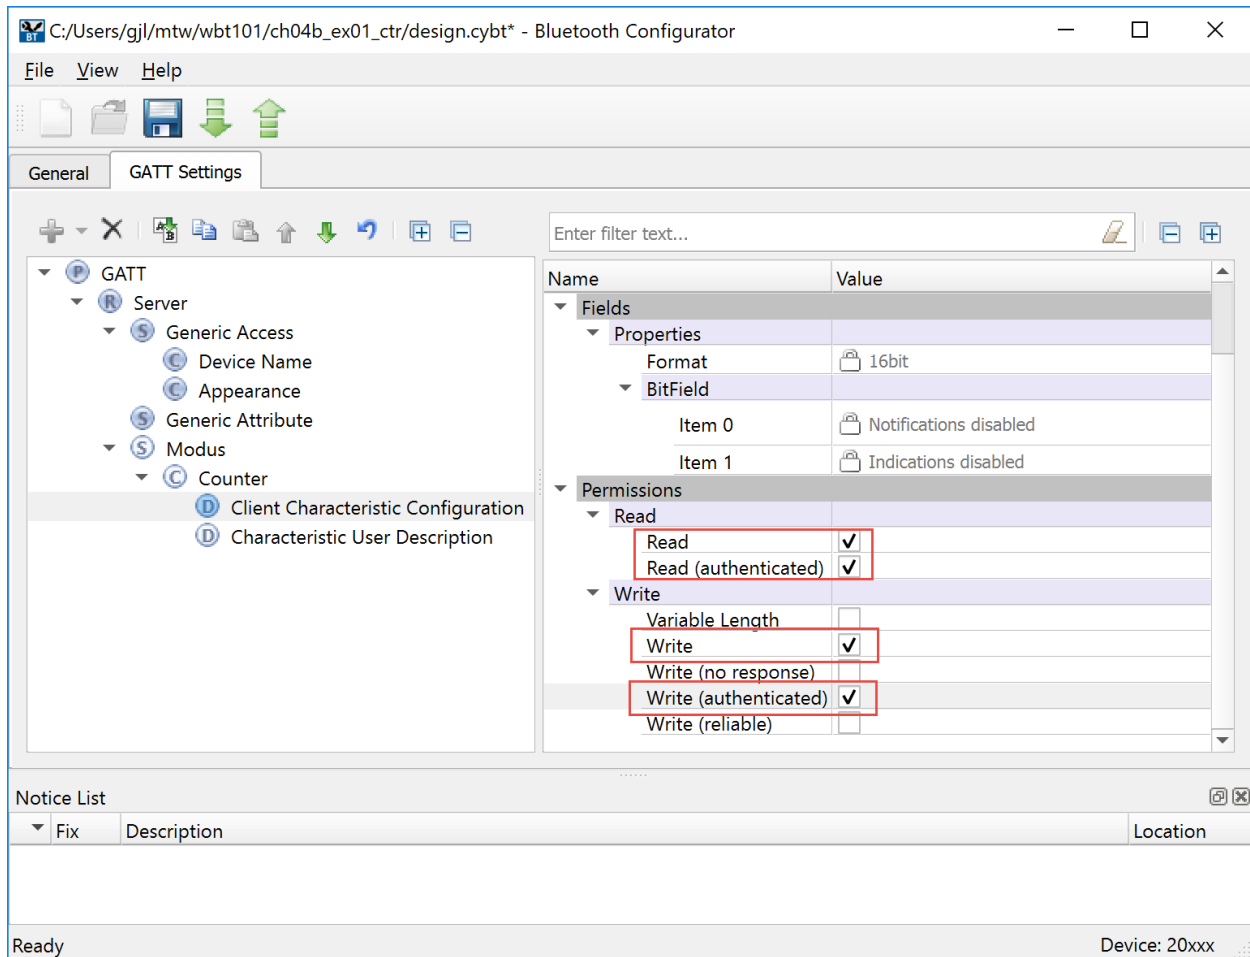 BT C:/Users/gjl/mtw/wbt101/ch04b_ex01_ctr/design.cybt* - Bluetooth Configurator
File View Help
General GATT Settings
A B
Enter filter text...
P GATT
R Server
S Generic Access
C Device Name
C Appearance
S Generic Attribute
S Modus
C Counter
D Client Characteristic Configuration
D Characteristic User Description
Name Value
Fields
Properties
Format 16bit
BitField
Item 0 Notifications disabled
Item 1 Indications disabled
Permissions
Read
Read
Read (authenticated)
Write
Variable Length
Write
Write (no response)
Write (authenticated)
Write (reliable)
Notice List
Fix Description Location
Ready Device: 20xxx